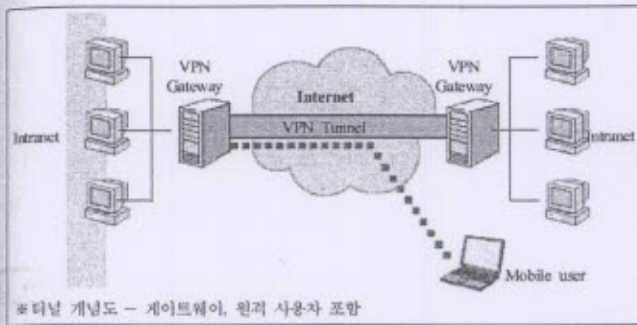 VPN
Gateway
VPN
Gateway
Internet
VPN Tunnel
Intranet
Intranet
Mobile user
※터널 개념도 - 게이트웨이, 원격 사용자 포함